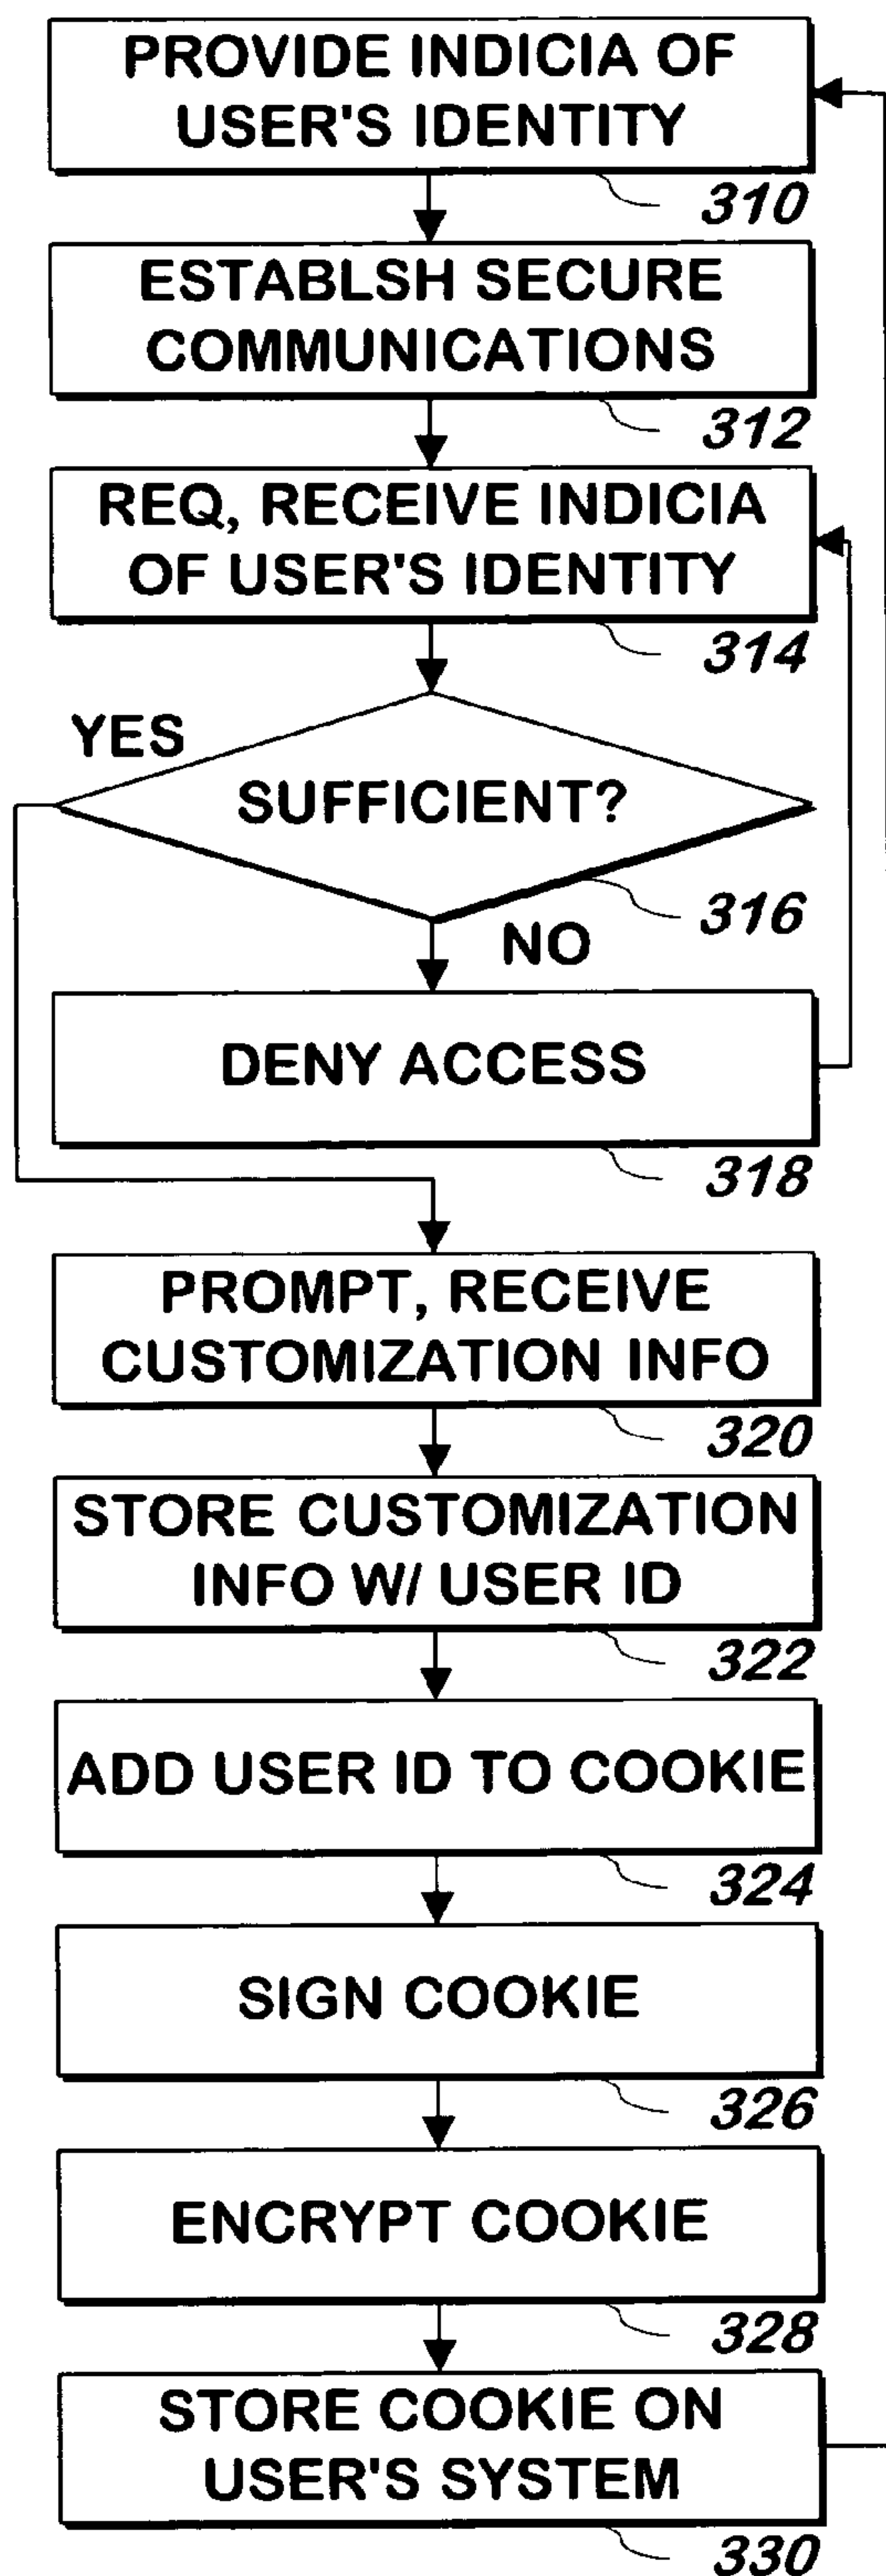 PROVIDE INDICIA OF
USER'S IDENTITY
310
ESTABLSH SECURE
COMMUNICATIONS
312
REQ, RECEIVE INDICIA
OF USER'S IDENTITY
314
YES
SUFFICIENT?
316
NO
DENY ACCESS
318
PROMPT, RECEIVE
CUSTOMIZATION INFO
320
STORE CUSTOMIZATION
INFO W/ USER ID
322
ADD USER ID TO COOKIE
324
SIGN COOKIE
326
ENCRYPT COOKIE
328
STORE COOKIE ON
USER'S SYSTEM
330